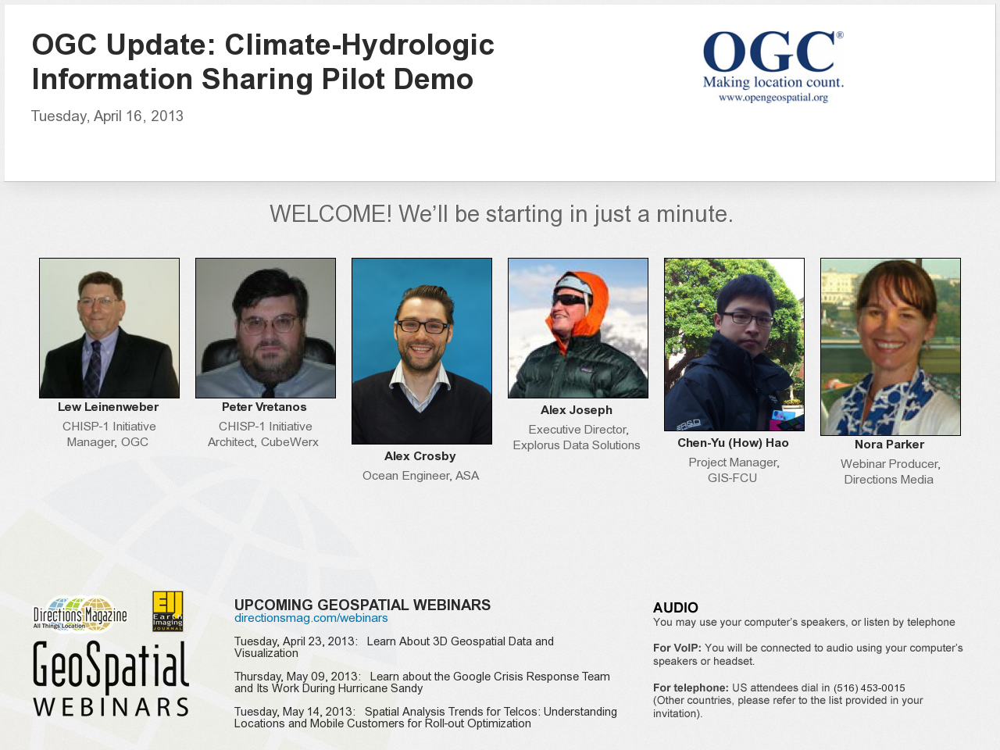 OGC Update: Climate-Hydrologic
Information Sharing Pilot Demo
Tuesday, April 16, 2013
OGC®
Making location count.
www.opengeospatial.org
WELCOME! We'll be starting in just a minute.
Lew Leinenweber
CHISP-1 Initiative
Manager, OGC
Peter Vretanos
CHISP-1 Initiative
Architect, CubeWerx
Alex Crosby
Ocean Engineer, ASA
Alex Joseph
Executive Director,
Explorus Data Solutions
Chen-Yu (How) Hao
Project Manager,
GIS-FCU
Nora Parker
Webinar Producer,
Directions Media
Directions Magazine
All Things Location
EIJ
Earth
Imaging
JOURNAL
GeoSpatial
WEBINARS
UPCOMING GEOSPATIAL WEBINARS
directionsmag.com/webinars
Tuesday, April 23, 2013: Learn About 3D Geospatial Data and
Visualization
Thursday, May 09, 2013: Learn about the Google Crisis Response Team
and Its Work During Hurricane Sandy
Tuesday, May 14, 2013: Spatial Analysis Trends for Telcos: Understanding
Locations and Mobile Customers for Roll-out Optimization
AUDIO
You may use your computer's speakers, or listen by telephone
For VoIP: You will be connected to audio using your computer's
speakers or headset.
For telephone: US attendees dial in (516) 453-0015
(Other countries, please refer to the list provided in your
invitation).